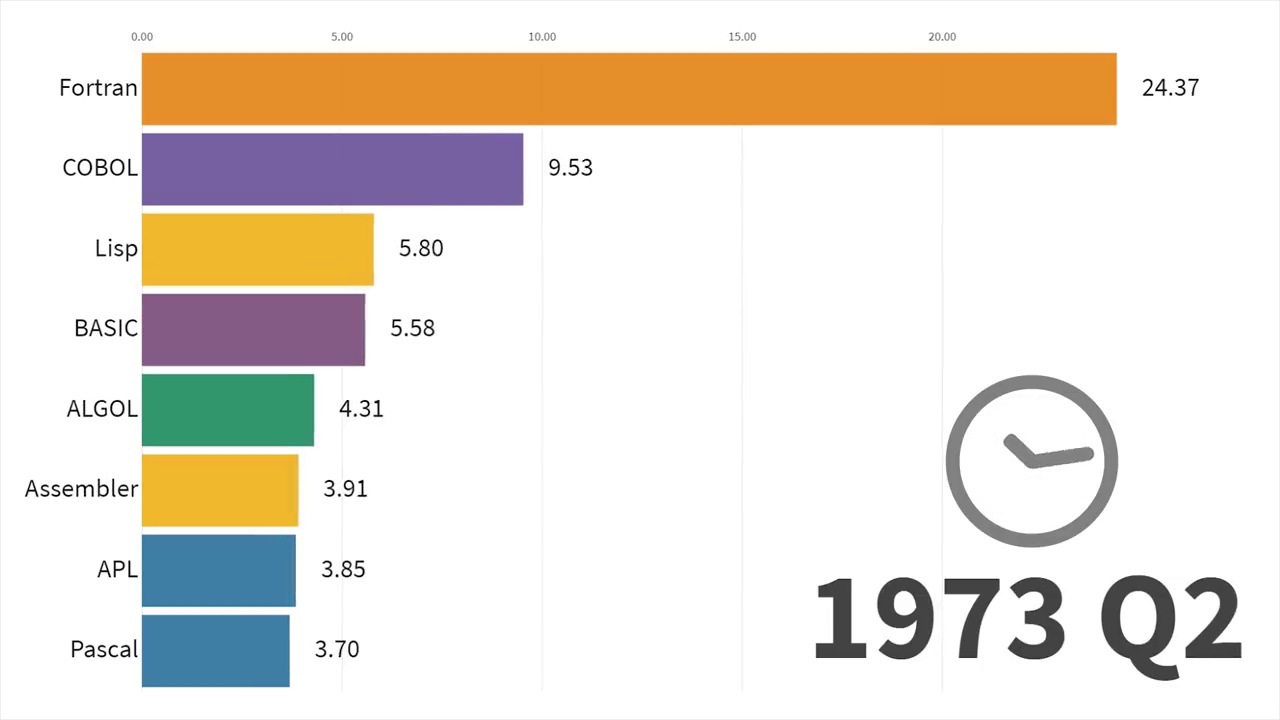 0.00 5.00 10.00 15.00 20.00
Fortran 24.37
COBOL 9.53
Lisp 5.80
BASIC 5.58
ALGOL 4.31
Assembler 3.91
APL 3.85
Pascal 3.70
1973 Q2